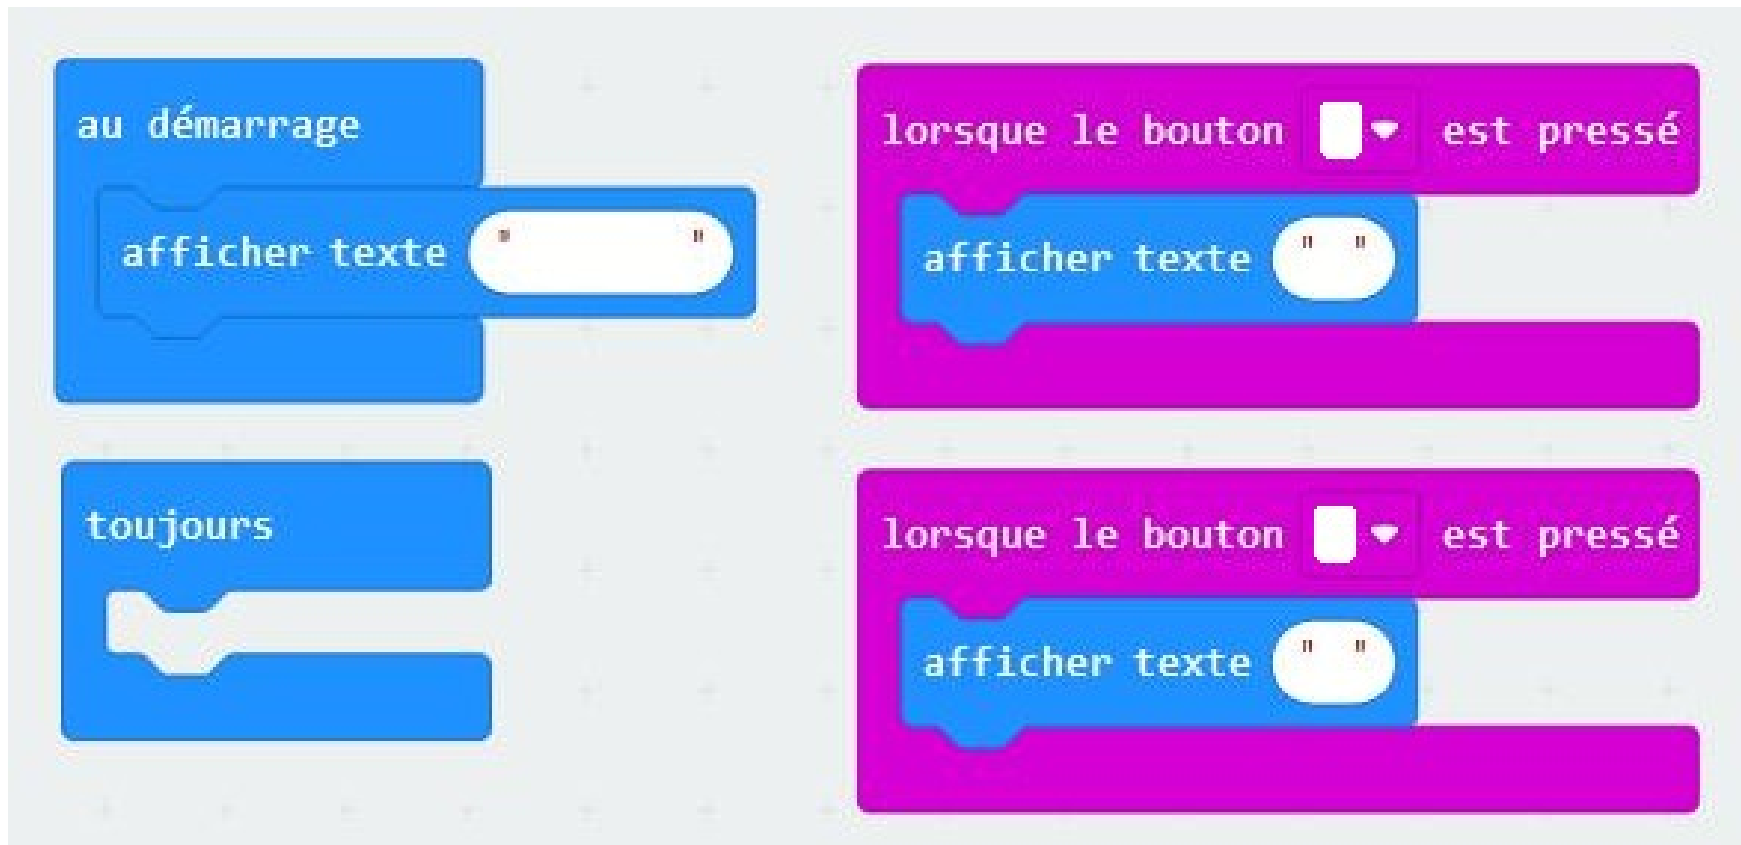 au démarrage
afficher texte " "
toujours
lorsque le bouton est pressé
afficher texte " "
lorsque le bouton est pressé
afficher texte " "